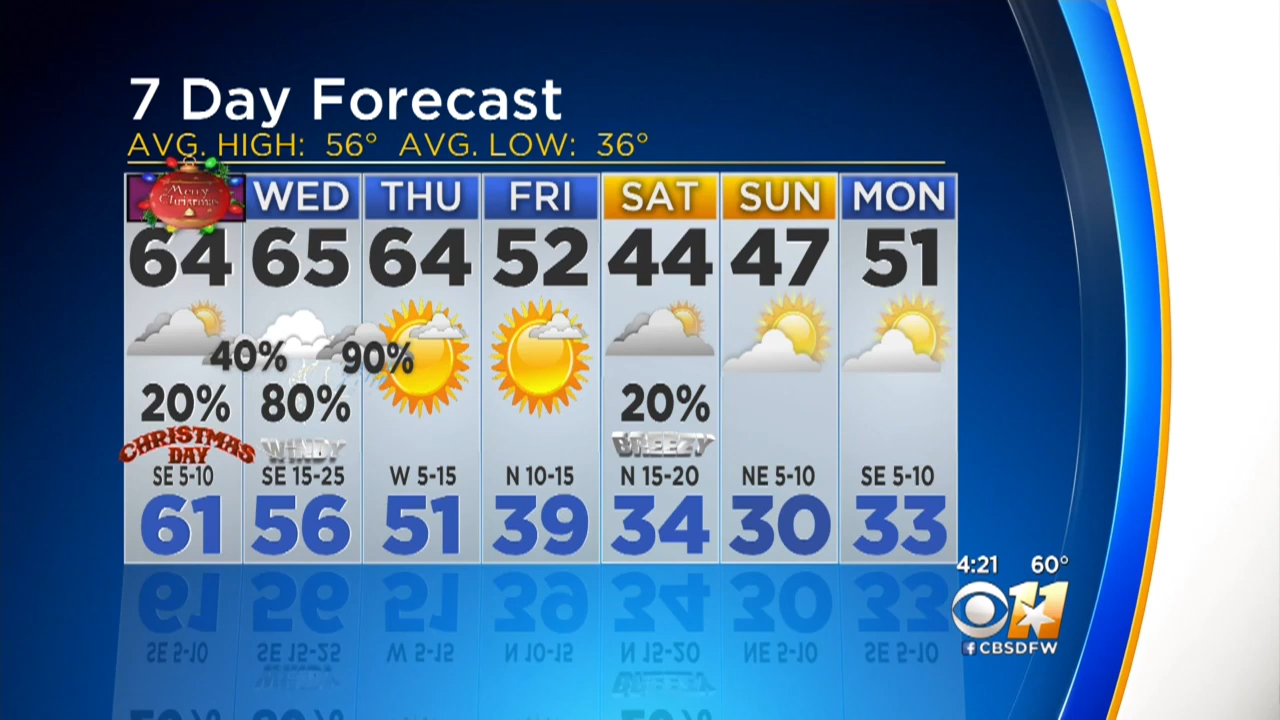 7 Day Forecast
AVG. HIGH: 56° AVG. LOW: 36°
Merry Christmas WED THU FRI SAT SUN MON
64 65 64 52 44 47 51
40% 90%
20% 80% 20%
CHRISTMAS DAY WINDY BREEZY
SE 5-10 SE 15-25 W 5-15 N 10-15 N 15-20 NE 5-10 SE 5-10
61 56 51 39 34 30 33
4:21 60°
11
f CBSDFW